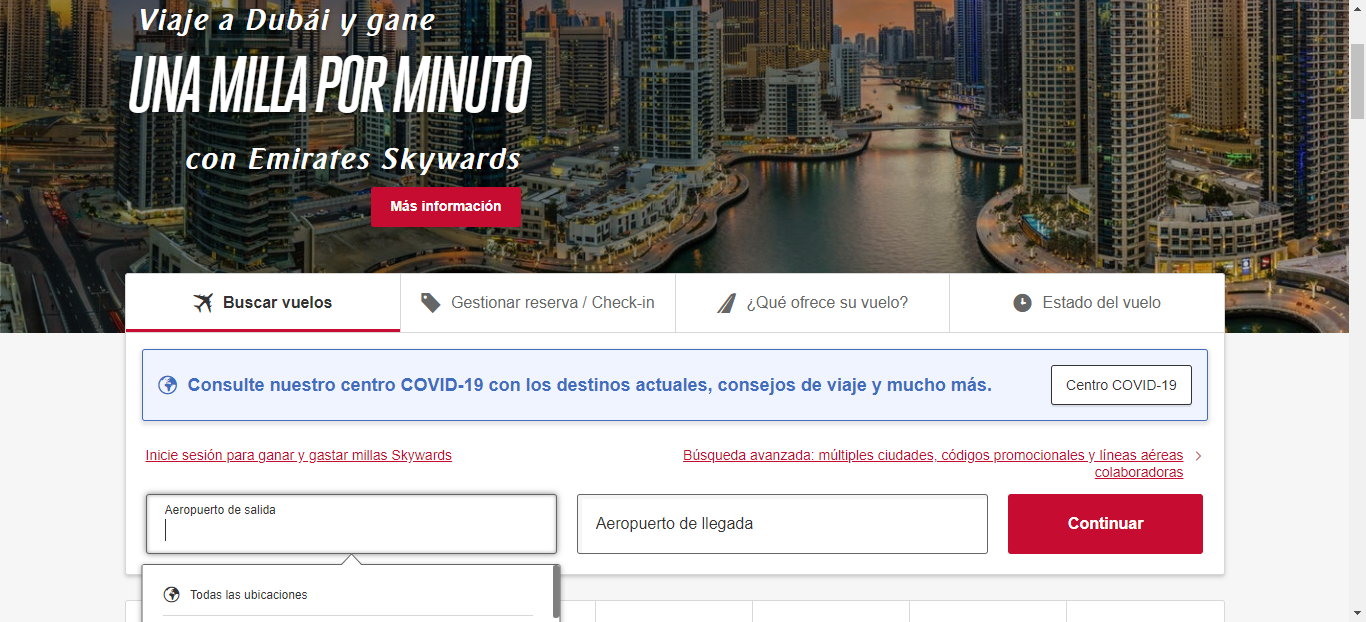 Viaje a Dubái y gane
UNA MILLA POR MINUTO
con Emirates Skywards
Más información
Buscar vuelos
Gestionar reserva / Check-in
¿Qué ofrece su vuelo?
Estado del vuelo
Consulte nuestro centro COVID-19 con los destinos actuales, consejos de viaje y mucho más.
Centro COVID-19
Inicie sesión para ganar y gastar millas Skywards
Búsqueda avanzada: múltiples ciudades, códigos promocionales y líneas aéreas
colaboradoras
Aeropuerto de salida
Aeropuerto de llegada
Continuar
Todas las ubicaciones